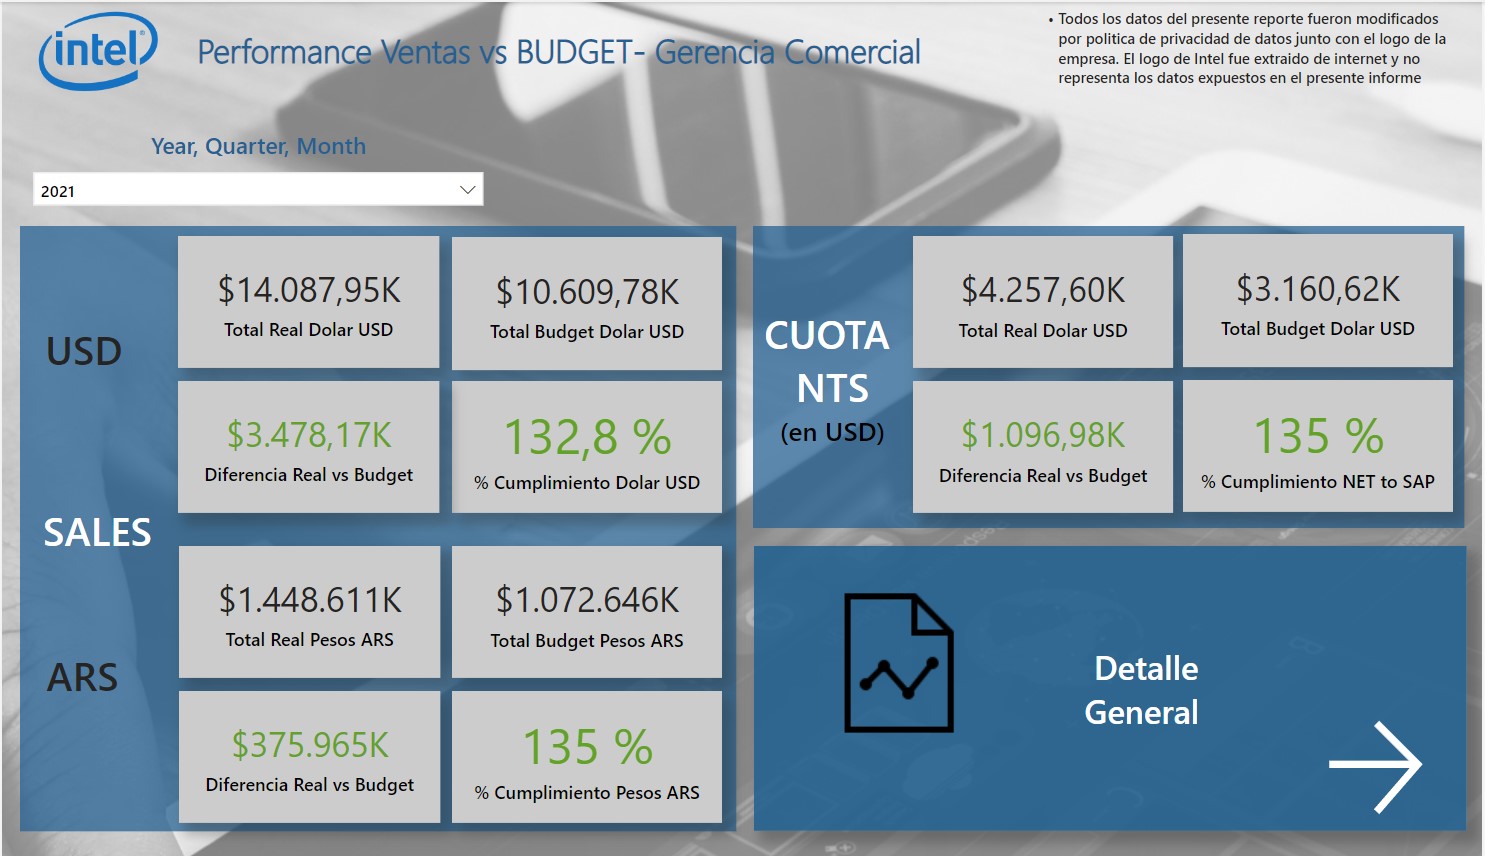 intel®
Performance Ventas vs BUDGET- Gerencia Comercial
• Todos los datos del presente reporte fueron modificados
por politica de privacidad de datos junto con el logo de la
empresa. El logo de Intel fue extraido de internet y no
representa los datos expuestos en el presente informe
Year, Quarter, Month
2021
USD
$14.087,95K
Total Real Dolar USD
$10.609,78K
Total Budget Dolar USD
$3.478,17K
Diferencia Real vs Budget
132,8 %
% Cumplimiento Dolar USD
SALES
ARS
$1.448.611K
Total Real Pesos ARS
$1.072.646K
Total Budget Pesos ARS
$375.965K
Diferencia Real vs Budget
135 %
% Cumplimiento Pesos ARS
CUOTA
NTS
(en USD)
$4.257,60K
Total Real Dolar USD
$3.160,62K
Total Budget Dolar USD
$1.096,98K
Diferencia Real vs Budget
135 %
% Cumplimiento NET to SAP
Detalle
General